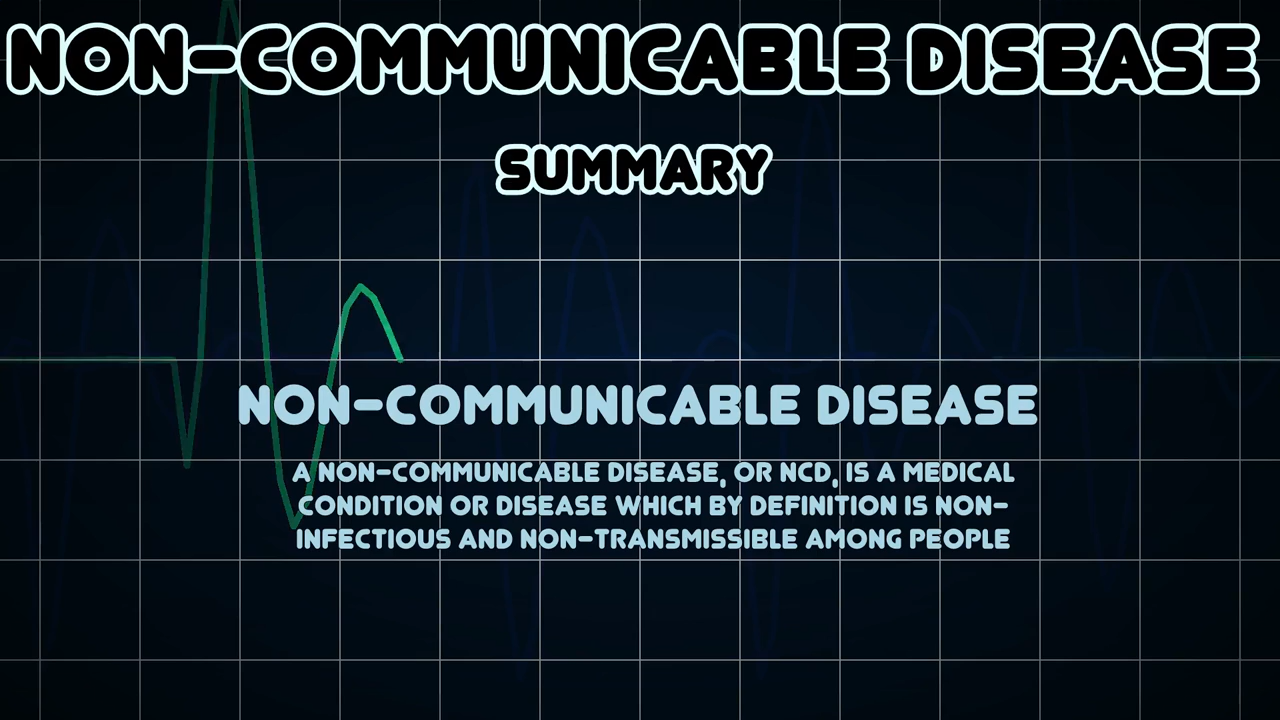 NON-COMMUNICABLE DISEASE
SUMMARY
NON-COMMUNICABLE DISEASE
A NON-COMMUNICABLE DISEASE, OR NCD, IS A MEDICAL
CONDITION OR DISEASE WHICH BY DEFINITION IS NON-
INFECTIOUS AND NON-TRANSMISSIBLE AMONG PEOPLE